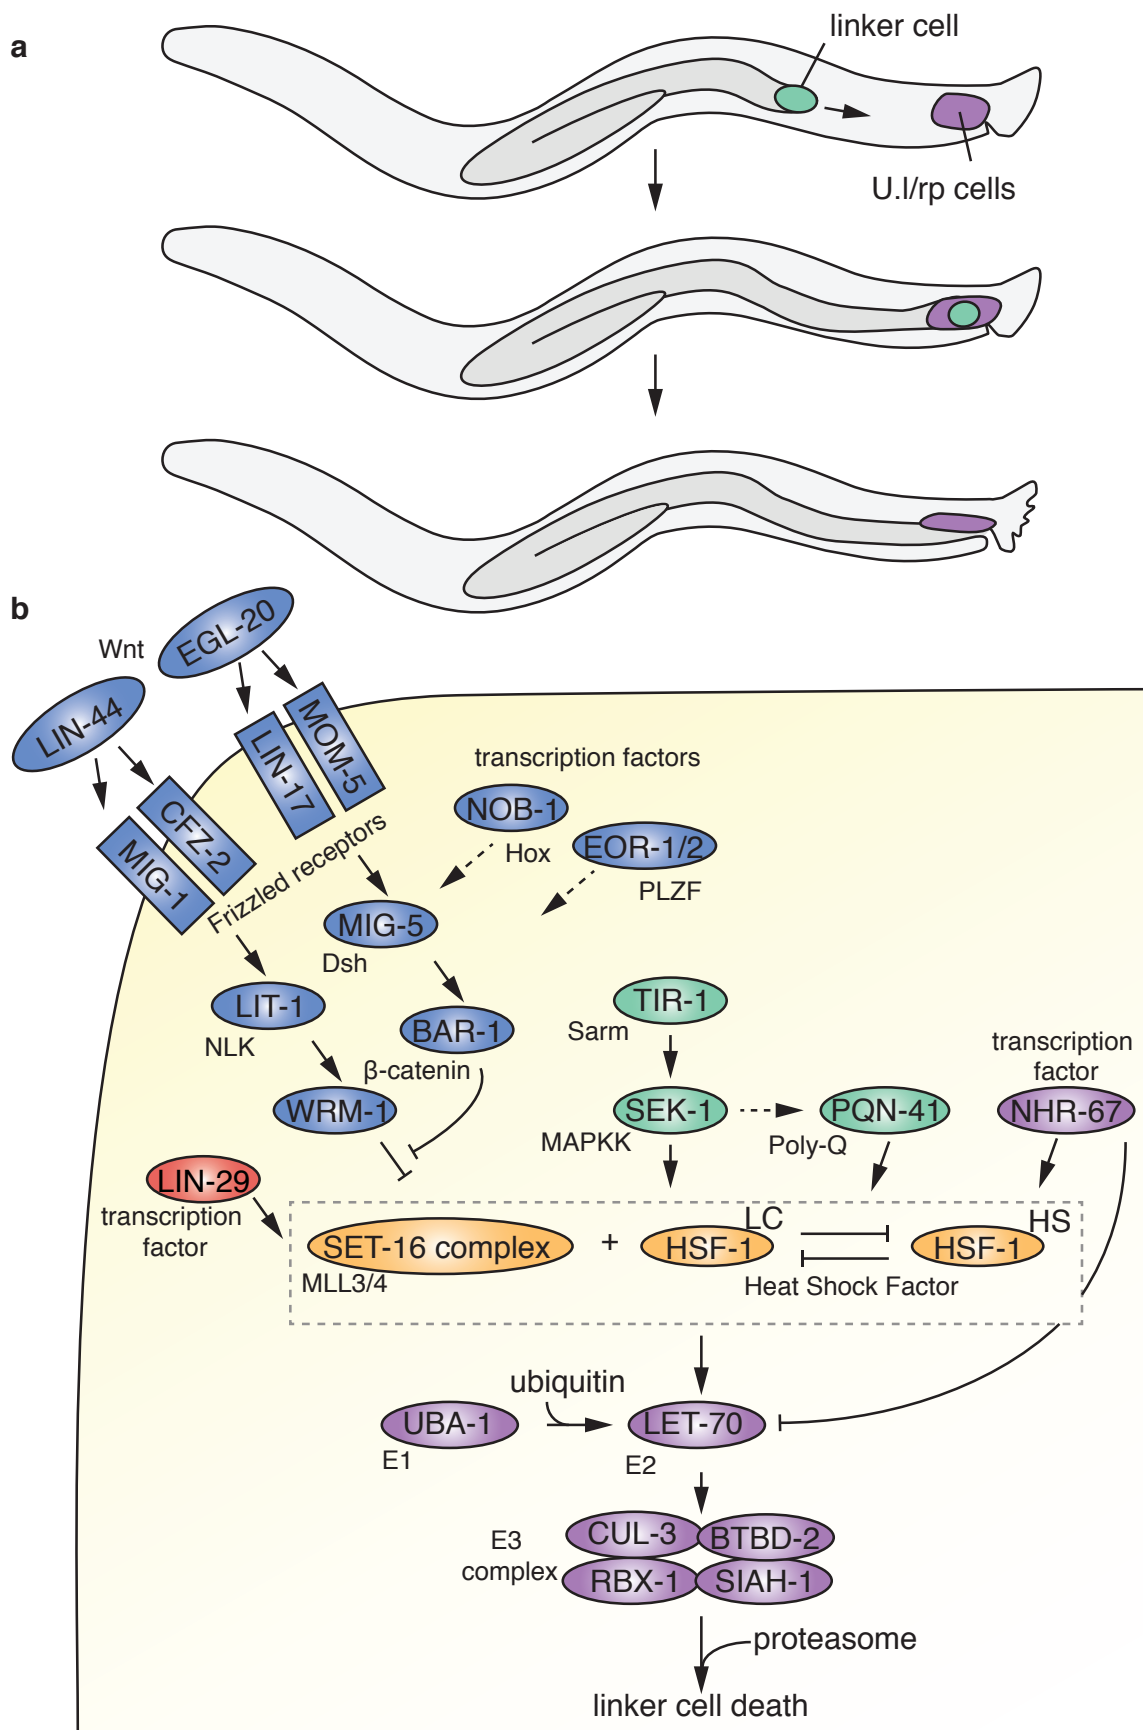 a
linker cell
U.l/rp cells
b
Wnt
EGL-20
LIN-44
MOM-5
LIN-17
CFZ-2
MIG-1
Frizzled receptors
transcription factors
NOB-1
Hox
EOR-1/2
PLZF
MIG-5
Dsh
LIT-1
NLK
BAR-1
β-catenin
WRM-1
TIR-1
Sarm
SEK-1
MAPKK
PQN-41
Poly-Q
transcription
factor
NHR-67
LIN-29
transcription
factor
SET-16 complex
MLL3/4
+
HSF-1
LC
HSF-1
HS
Heat Shock Factor
ubiquitin
UBA-1
E1
LET-70
E2
E3
complex
CUL-3
BTBD-2
RBX-1
SIAH-1
proteasome
linker cell death